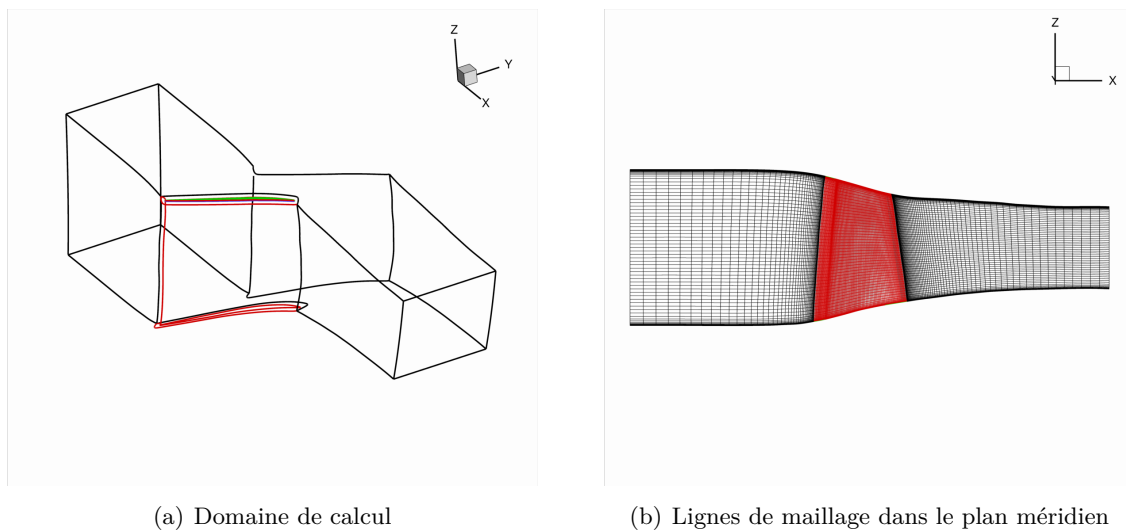 Z
Y
X
Z
X
(a) Domaine de calcul
(b) Lignes de maillage dans le plan méridien